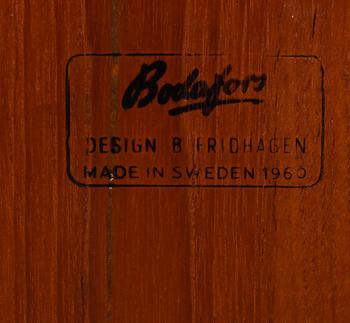 Bodafors
DESIGN B FRIDHAGEN
MADE IN SWEDEN 1960